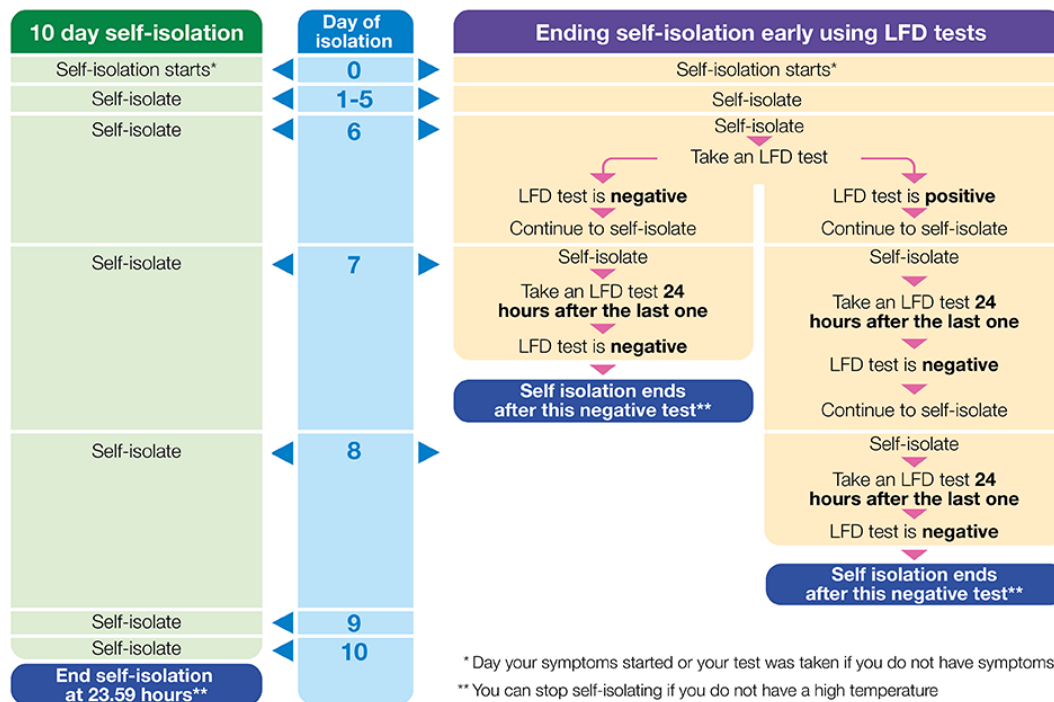 10 day self-isolation
Day of
isolation
Ending self-isolation early using LFD tests
Self-isolation starts*
0
Self-isolation starts*
Self-isolate
1-5
Self-isolate
Self-isolate
6
Self-isolate
Take an LFD test
LFD test is negative
LFD test is positive
Continue to self-isolate
Continue to self-isolate
Self-isolate
7
Self-isolate
Take an LFD test 24
hours after the last one
LFD test is negative
Self isolation ends
after this negative test**
Self-isolate
Take an LFD test 24
hours after the last one
LFD test is negative
Continue to self-isolate
Self-isolate
8
Self-isolate
Take an LFD test 24
hours after the last one
LFD test is negative
Self isolation ends
after this negative test**
Self-isolate
9
Self-isolate
10
End self-isolation
at 23.59 hours**
* Day your symptoms started or your test was taken if you do not have symptoms
** You can stop self-isolating if you do not have a high temperature